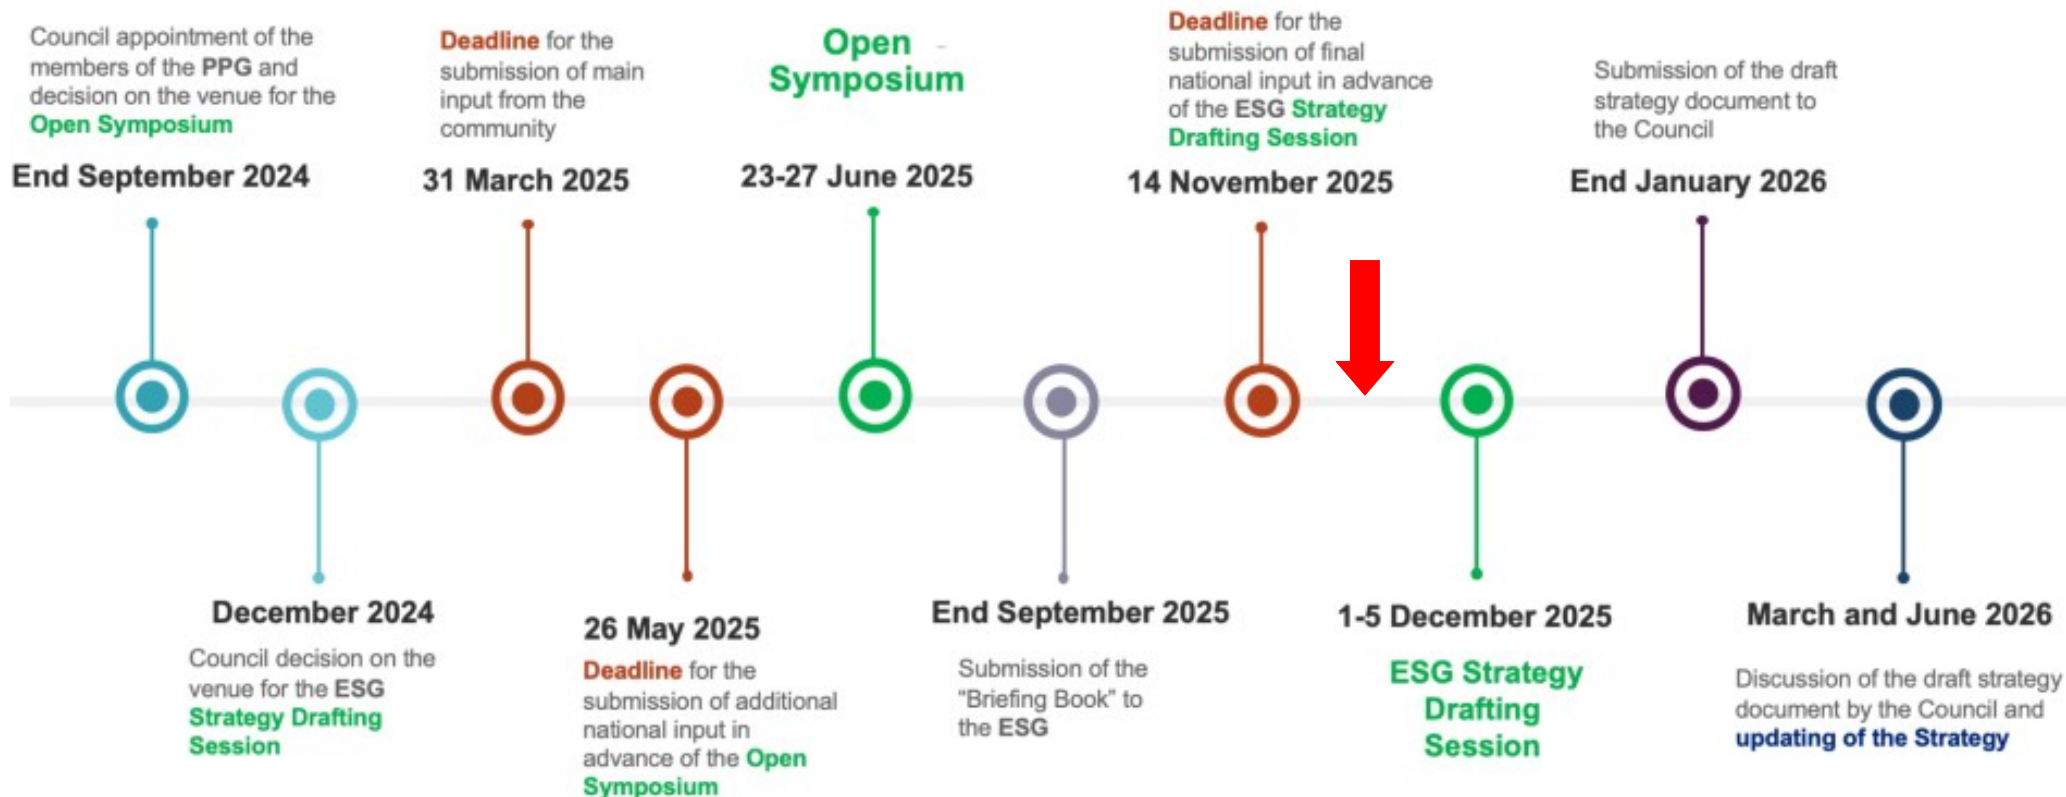 Council appointment of the
members of the PPG and
decision on the venue for the
Open Symposium
End September 2024
Deadline for the
submission of main
input from the
community
31 March 2025
Open
Symposium
23-27 June 2025
Deadline for the
submission of final
national input in advance
of the ESG Strategy
Drafting Session
14 November 2025
Submission of the draft
strategy document to
the Council
End January 2026
December 2024
Council decision on the
venue for the ESG
Strategy Drafting
Session
26 May 2025
Deadline for the
submission of additional
national input in
advance of the Open
Symposium
End September 2025
Submission of the
“Briefing Book” to
the ESG
1-5 December 2025
ESG Strategy
Drafting
Session
March and June 2026
Discussion of the draft strategy
document by the Council and
updating of the Strategy